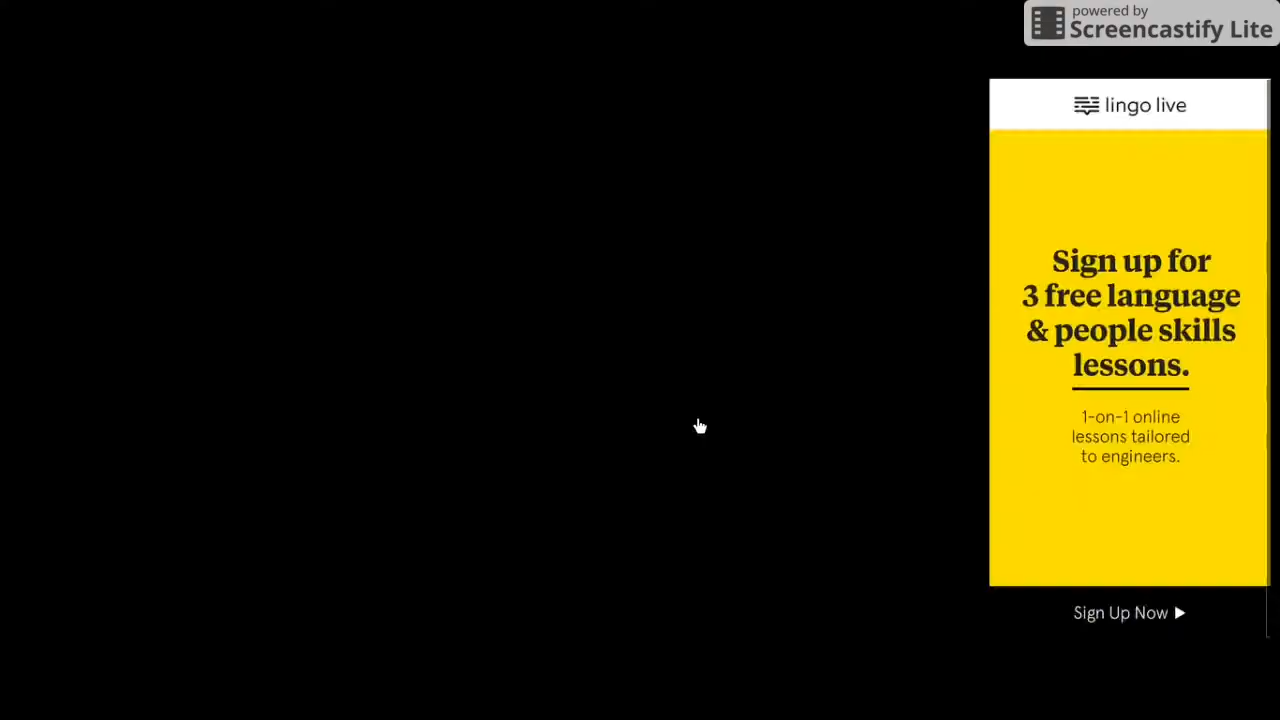 powered by
Screencastify Lite
lingo live
Sign up for
3 free language
& people skills
lessons.
1-on-1 online
lessons tailored
to engineers.
Sign Up Now